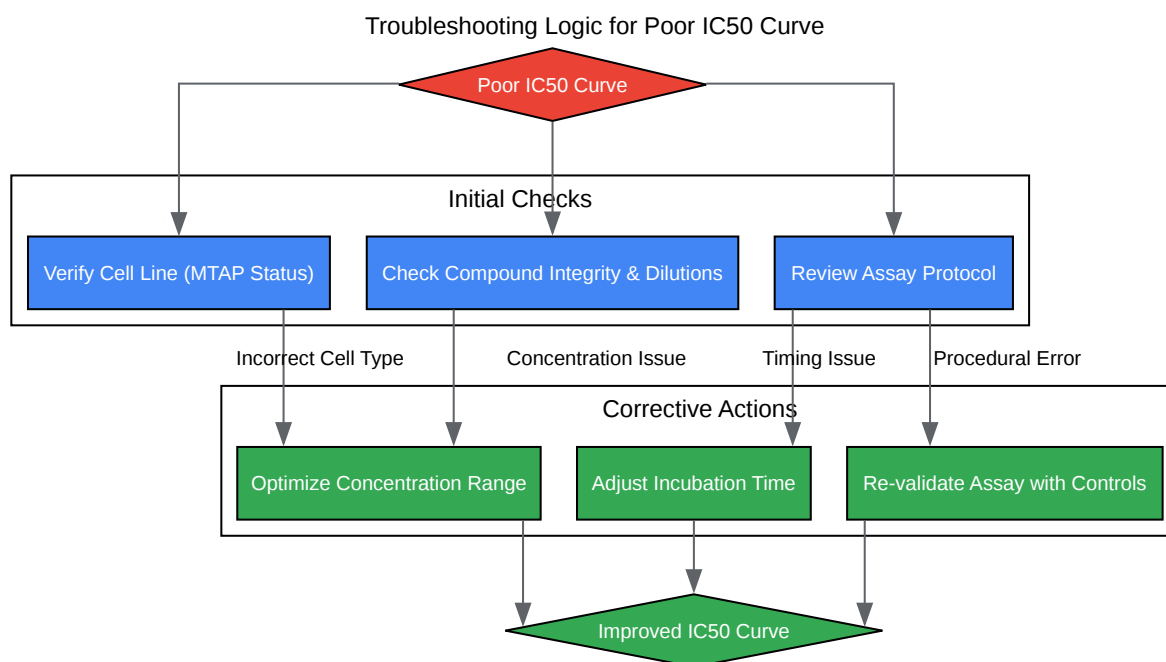 Troubleshooting Logic for Poor IC50 Curve
Poor IC50 Curve
Initial Checks
Verify Cell Line (MTAP Status)
Check Compound Integrity & Dilutions
Review Assay Protocol
Incorrect Cell Type
Concentration Issue
Timing Issue
Procedural Error
Corrective Actions
Optimize Concentration Range
Adjust Incubation Time
Re-validate Assay with Controls
Improved IC50 Curve